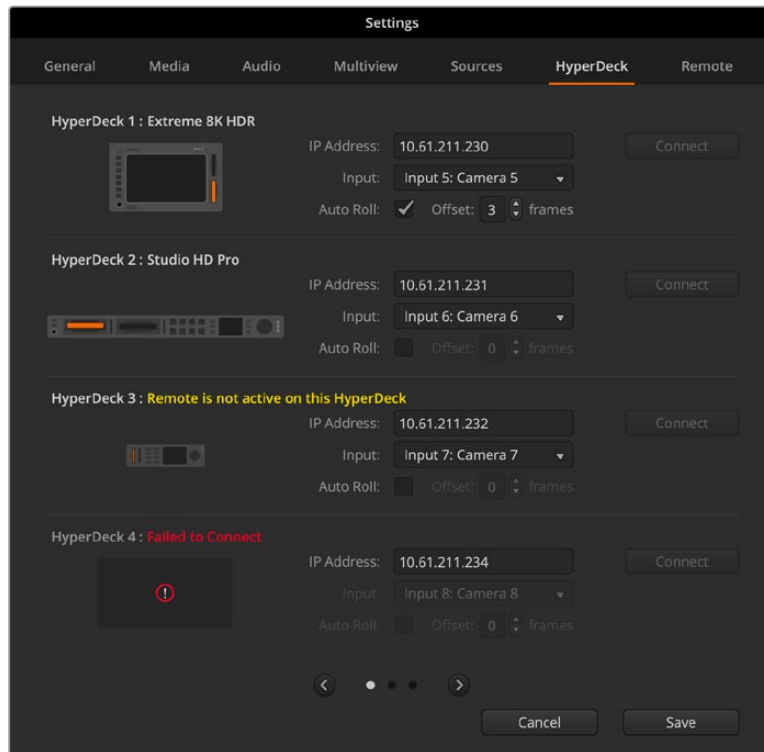 Settings
General Media Audio Multiview Sources HyperDeck Remote
HyperDeck 1 : Extreme 8K HDR
IP Address: 10.61.211.230 Connect
Input: Input 5: Camera 5
Auto Roll: Offset: 3 frames
HyperDeck 2 : Studio HD Pro
IP Address: 10.61.211.231 Connect
Input: Input 6: Camera 6
Auto Roll: Offset: 0 frames
HyperDeck 3 : Remote is not active on this HyperDeck
IP Address: 10.61.211.232 Connect
Input: Input 7: Camera 7
Auto Roll: Offset: 0 frames
HyperDeck 4 : Failed to Connect
IP Address: 10.61.211.234 Connect
Input: Input 8: Camera 8
Auto Roll: Offset: 0 frames
Cancel Save